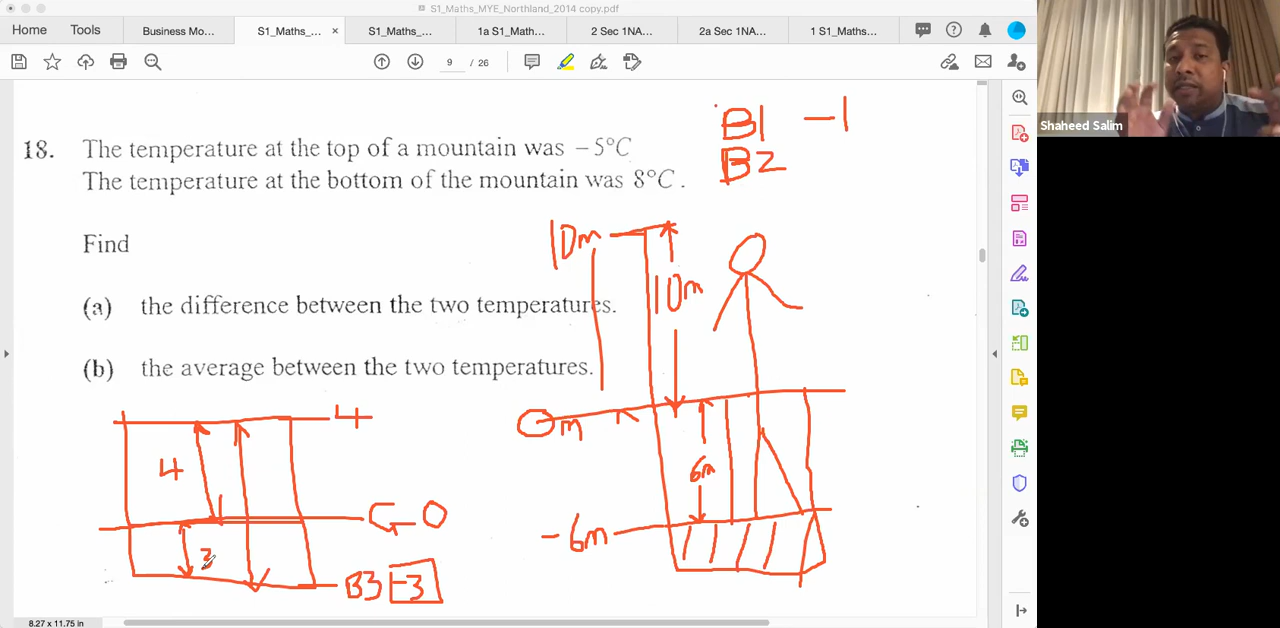 S1_Maths_MYE_Northland_2014 copy.pdf
Home Tools Business Mo... S1_Maths_... × S1_Maths_... 1a S1_Math... 2 Sec 1NA... 2a Sec 1NA... 1 S1_Maths...
9 / 26
Shaheed Salim
B1 -1
B2
18. The temperature at the top of a mountain was -5°C
The temperature at the bottom of the mountain was 8°C.
Find
(a) the difference between the two temperatures.
(b) the average between the two temperatures.
10m
10m
0m
6m
-6m
4
4
G 0
3
B3 -3
8.27 x 11.75 in